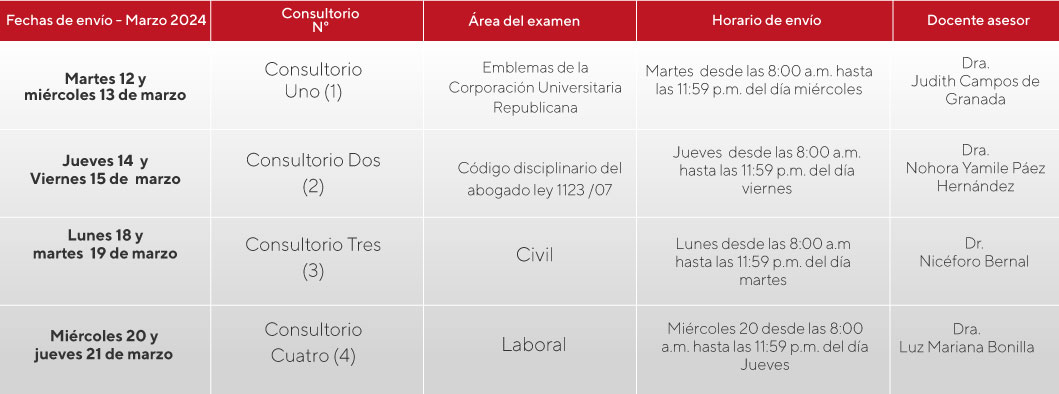 Fechas de envío - Marzo 2024
Consultorio
N°
Área del examen
Horario de envío
Docente asesor
Martes 12 y
miércoles 13 de marzo
Consultorio
Uno (1)
Emblemas de la
Corporación Universitaria
Republicana
Martes desde las 8:00 a.m. hasta
las 11:59 p.m. del día miércoles
Dra.
Judith Campos de
Granada
Jueves 14 y
Viernes 15 de marzo
Consultorio Dos
(2)
Código disciplinario del
abogado ley 1123 /07
Jueves desde las 8:00 a.m.
hasta las 11:59 p.m. del día
viernes
Dra.
Nohora Yamile Páez
Hernández
Lunes 18 y
martes 19 de marzo
Consultorio Tres
(3)
Civil
Lunes desde las 8:00 a.m
hasta las 11:59 p.m. del día
martes
Dr.
Nicéforo Bernal
Miércoles 20 y
jueves 21 de marzo
Consultorio
Cuatro (4)
Laboral
Miércoles 20 desde las 8:00
a.m. hasta las 11:59 p.m. del día
Jueves
Dra.
Luz Mariana Bonilla